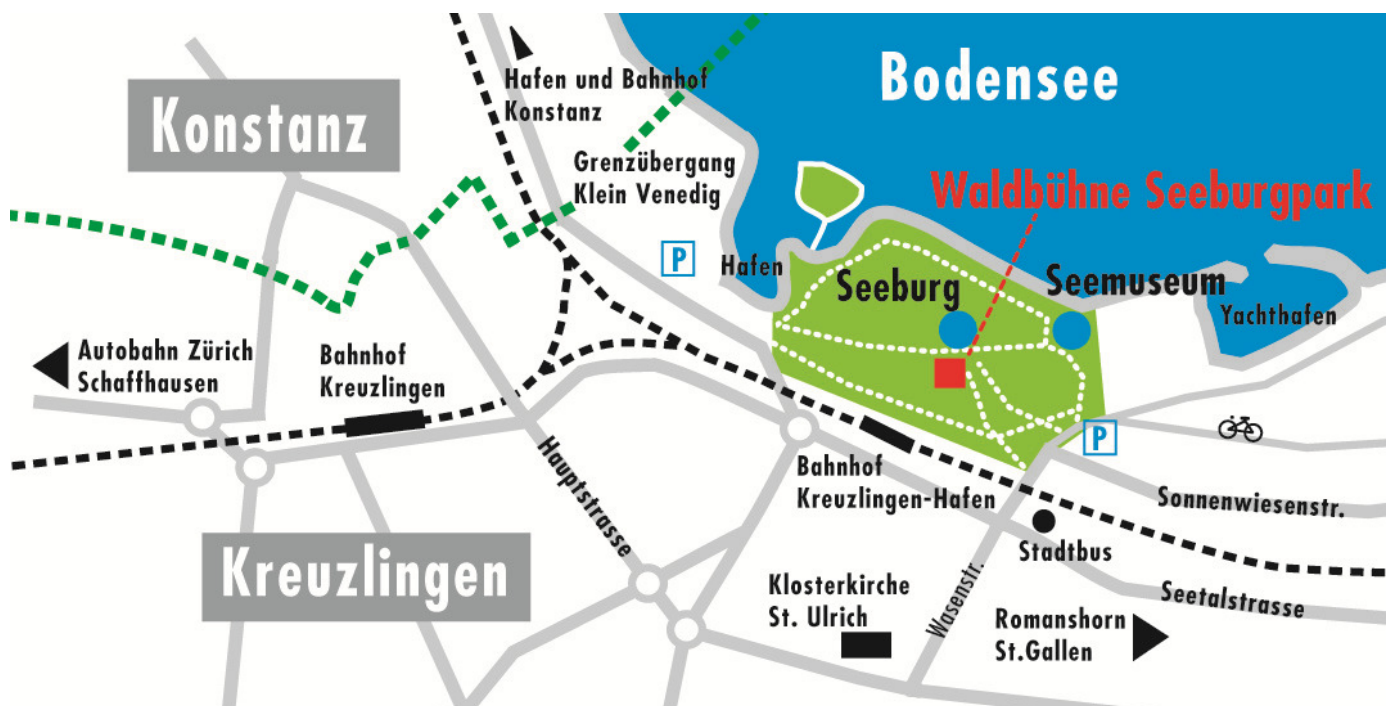 Bodensee
Hafen und Bahnhof
Konstanz
Konstanz
Grenzübergang
Klein Venedig
Waldbühne Seeburgpark
P
Hafen
Seeburg
Seemuseum
Yachthafen
Autobahn Zürich
Schaffhausen
Bahnhof
Kreuzlingen
P
Hauptstrasse
Bahnhof
Kreuzlingen-Hafen
Sonnenwiesenstr.
Kreuzlingen
Stadtbus
Klosterkirche
St. Ulrich
Wasenstr.
Seetalstrasse
Romanshorn
St.Gallen